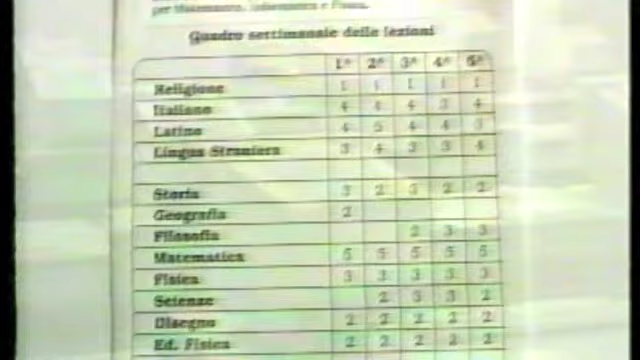 per Matematica, Informatica e Fisica.
Quadro settimanale delle lezioni
1ª 2ª 3ª 4ª 5ª
Religione 1 1 1 1 1
Italiano 4 4 4 3 4
Latino 4 5 4 4 3
Lingua Straniera 3 4 3 3 4
Storia 3 2 3 2 2
Geografia 2
Filosofia 2 3 3
Matematica 5 5 5 5 5
Fisica 3 3 3 3 3
Scienze 2 3 3 2
Disegno 2 2 2 2 2
Ed. Fisica 2 2 2 2 2